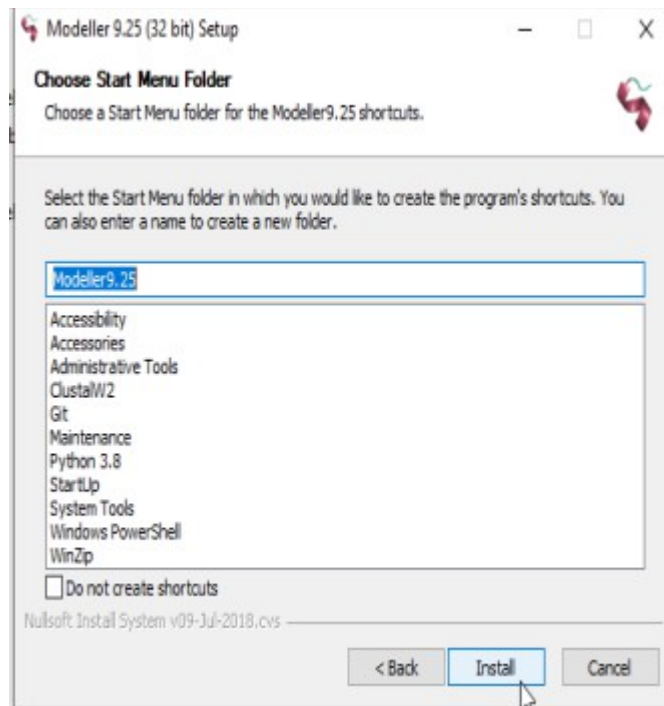 Modeller 9.25 (32 bit) Setup
Choose Start Menu Folder
Choose a Start Menu folder for the Modeller9.25 shortcuts.
Select the Start Menu folder in which you would like to create the program's shortcuts. You
can also enter a name to create a new folder.
Modeller9.25
Accessibility
Accessories
Administrative Tools
ClustalW2
Git
Maintenance
Python 3.8
StartUp
System Tools
Windows PowerShell
WinZip
Do not create shortcuts
Nullsoft Install System v09-Jul-2018.cvs
< Back Install Cancel